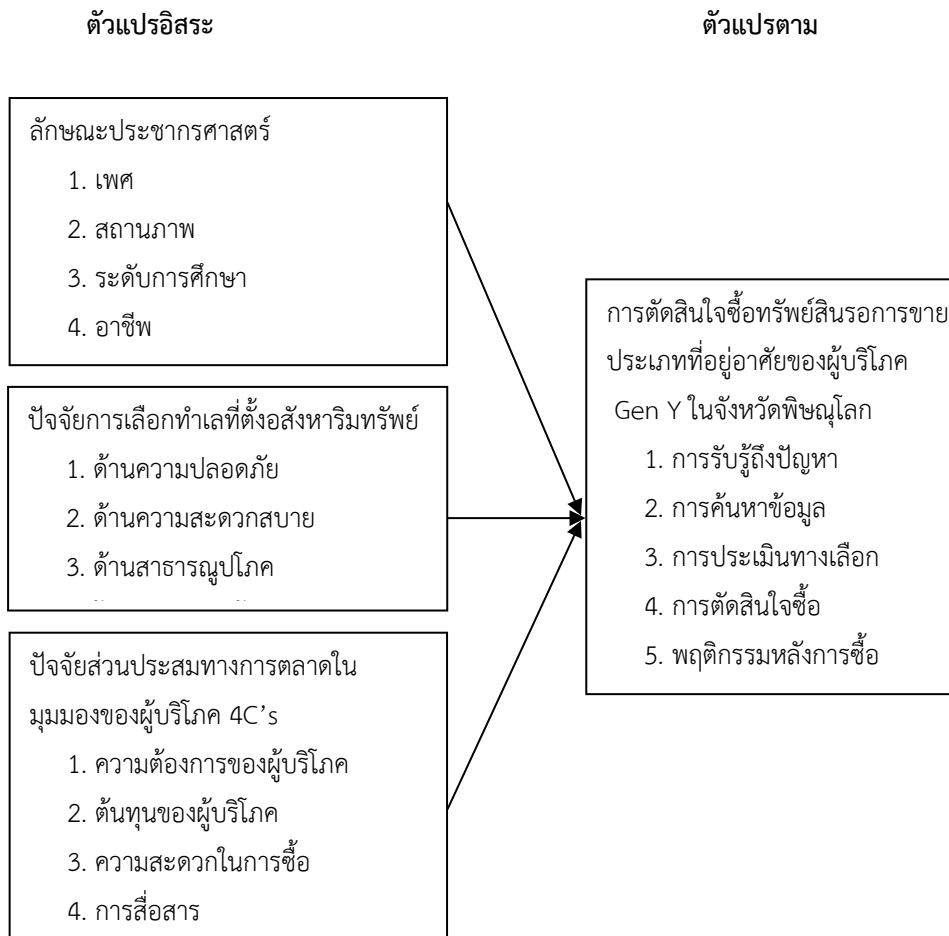 ตัวแปรอิสระ
ตัวแปรตาม
ลักษณะประชากรศาสตร์
1. เพศ
2. สถานภาพ
3. ระดับการศึกษา
4. อาชีพ
ปัจจัยการเลือกทำเลที่ตั้งอสังหาริมทรัพย์
1. ด้านความปลอดภัย
2. ด้านความสะดวกสบาย
3. ด้านสาธารณูปโภค
ปัจจัยส่วนประสมทางการตลาดใน
มุมมองของผู้บริโภค 4C's
1. ความต้องการของผู้บริโภค
2. ต้นทุนของผู้บริโภค
3. ความสะดวกในการซื้อ
4. การสื่อสาร
การตัดสินใจซื้อทรัพย์สินรอการขาย
ประเภทที่อยู่อาศัยของผู้บริโภค
Gen Y ในจังหวัดพิษณุโลก
1. การรับรู้ถึงปัญหา
2. การค้นหาข้อมูล
3. การประเมินทางเลือก
4. การตัดสินใจซื้อ
5. พฤติกรรมหลังการซื้อ